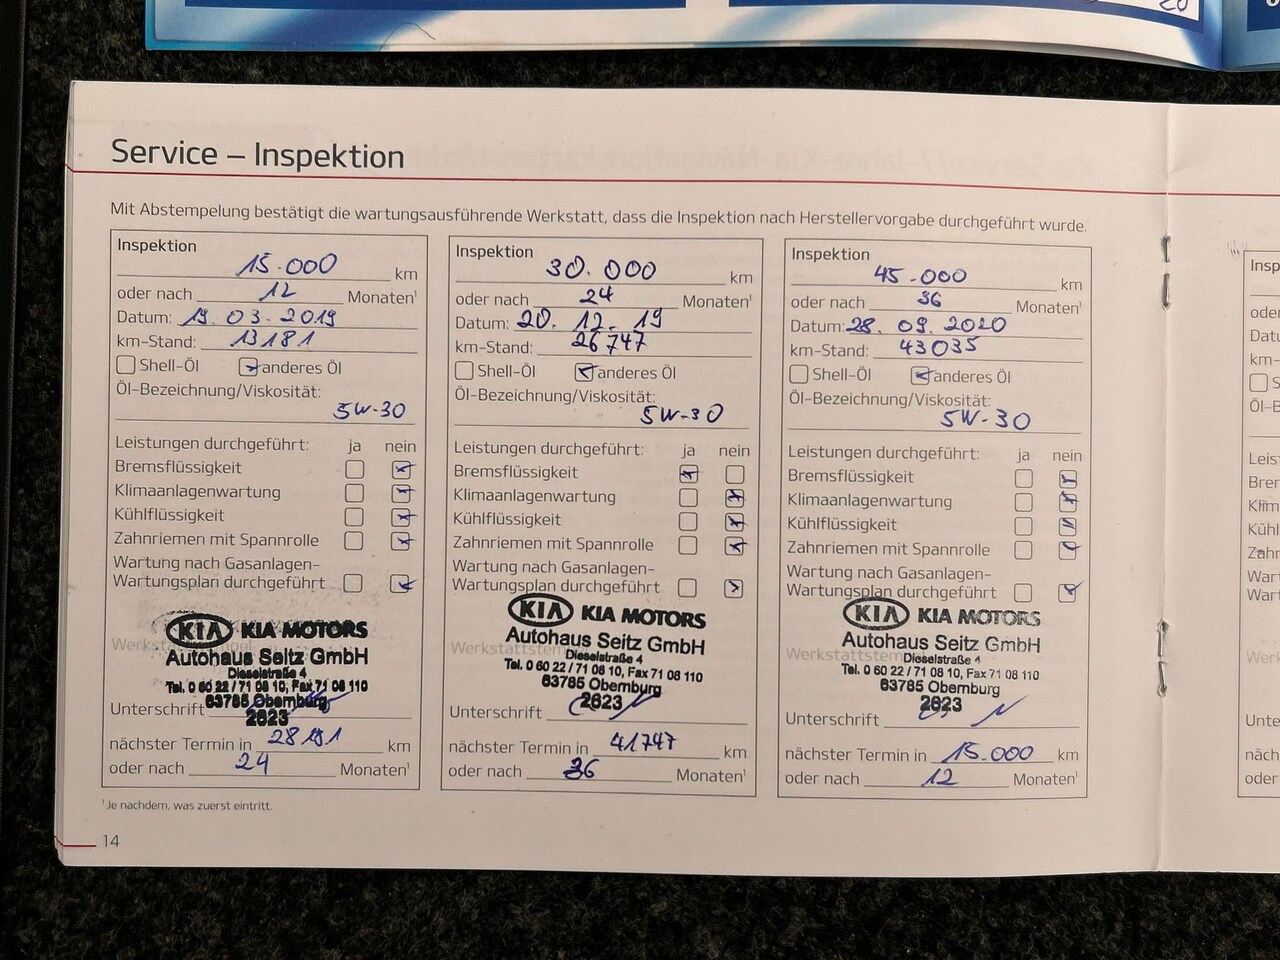 Service – Inspektion
Mit Abstempelung bestätigt die wartungsausführende Werkstatt, dass die Inspektion nach Herstellervorgabe durchgeführt wurde.
Inspektion
15.000 km
oder nach 12 Monaten¹
Datum: 19.03.2019
km-Stand: 13181
Shell-Öl anderes Öl
Öl-Bezeichnung/Viskosität:
5W-30
Leistungen durchgeführt: ja nein
Bremsflüssigkeit
Klimaanlagenwartung
Kühlflüssigkeit
Zahnriemen mit Spannrolle
Wartung nach Gasanlagen-
Wartungsplan durchgeführt
KIA KIA MOTORS
Autohaus Seitz GmbH
Dieselstraße 4
Tel. 0 60 22 / 71 08 10, Fax 71 08 110
63785 Obernburg
2623
Unterschrift
nächster Termin in 28181 km
oder nach 24 Monaten¹
Inspektion
30.000 km
oder nach 24 Monaten¹
Datum: 20.12.19
km-Stand: 26747
Shell-Öl anderes Öl
Öl-Bezeichnung/Viskosität:
5W-30
Leistungen durchgeführt: ja nein
Bremsflüssigkeit
Klimaanlagenwartung
Kühlflüssigkeit
Zahnriemen mit Spannrolle
Wartung nach Gasanlagen-
Wartungsplan durchgeführt
KIA KIA MOTORS
Autohaus Seitz GmbH
Dieselstraße 4
Tel. 0 60 22 / 71 08 10, Fax 71 08 110
63785 Obernburg
2623
Unterschrift
nächster Termin in 41747 km
oder nach 36 Monaten¹
Inspektion
45.000 km
oder nach 36 Monaten¹
Datum: 28.09.2020
km-Stand: 43035
Shell-Öl anderes Öl
Öl-Bezeichnung/Viskosität:
5W-30
Leistungen durchgeführt: ja nein
Bremsflüssigkeit
Klimaanlagenwartung
Kühlflüssigkeit
Zahnriemen mit Spannrolle
Wartung nach Gasanlagen-
Wartungsplan durchgeführt
KIA KIA MOTORS
Autohaus Seitz GmbH
Dieselstraße 4
Tel. 0 60 22 / 71 08 10, Fax 71 08 110
63785 Obernburg
2623
Unterschrift
nächster Termin in 15.000 km
oder nach 12 Monaten¹
¹ Je nachdem, was zuerst eintritt.
14